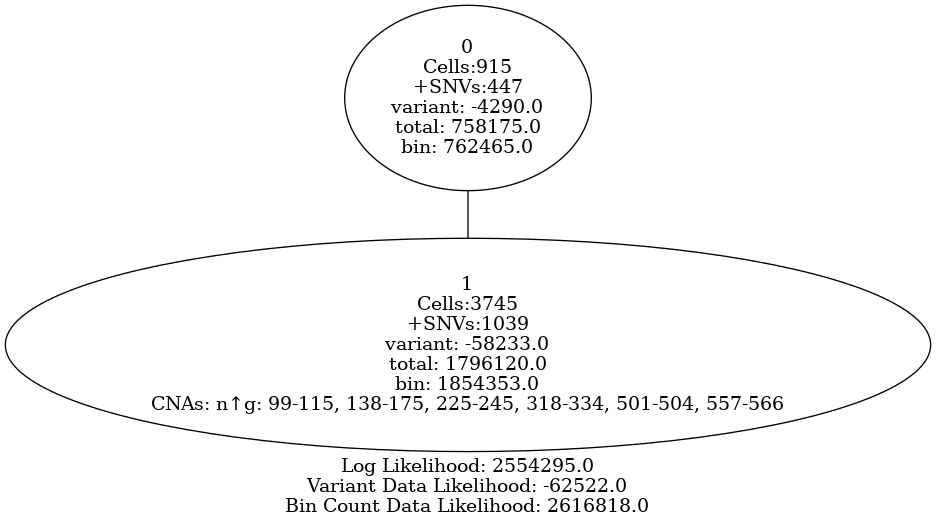 0
Cells:915
+SNVs:447
variant: -4290.0
total: 758175.0
bin: 762465.0
1
Cells:3745
+SNVs:1039
variant: -58233.0
total: 1796120.0
bin: 1854353.0
CNAs: n↑g: 99-115, 138-175, 225-245, 318-334, 501-504, 557-566
Log Likelihood: 2554295.0
Variant Data Likelihood: -62522.0
Bin Count Data Likelihood: 2616818.0